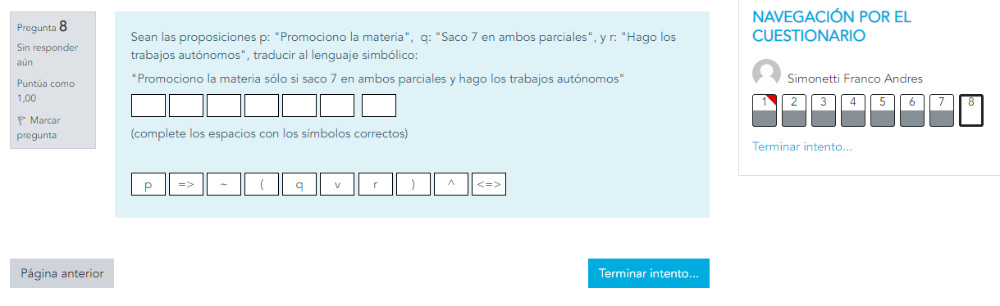 Pregunta 8
Sin responder
aún
Puntúa como
1,00
Marcar
pregunta
Sean las proposiciones p: "Promociono la materia", q: "Saco 7 en ambos parciales", y r: "Hago los
trabajos autónomos", traducir al lenguaje simbólico:
"Promociono la materia sólo si saco 7 en ambos parciales y hago los trabajos autónomos"
(complete los espacios con los símbolos correctos)
p => ~ ( q v r ) ^ <=>
NAVEGACIÓN POR EL
CUESTIONARIO
Simonetti Franco Andres
1 2 3 4 5 6 7 8
Terminar intento...
Página anterior
Terminar intento...